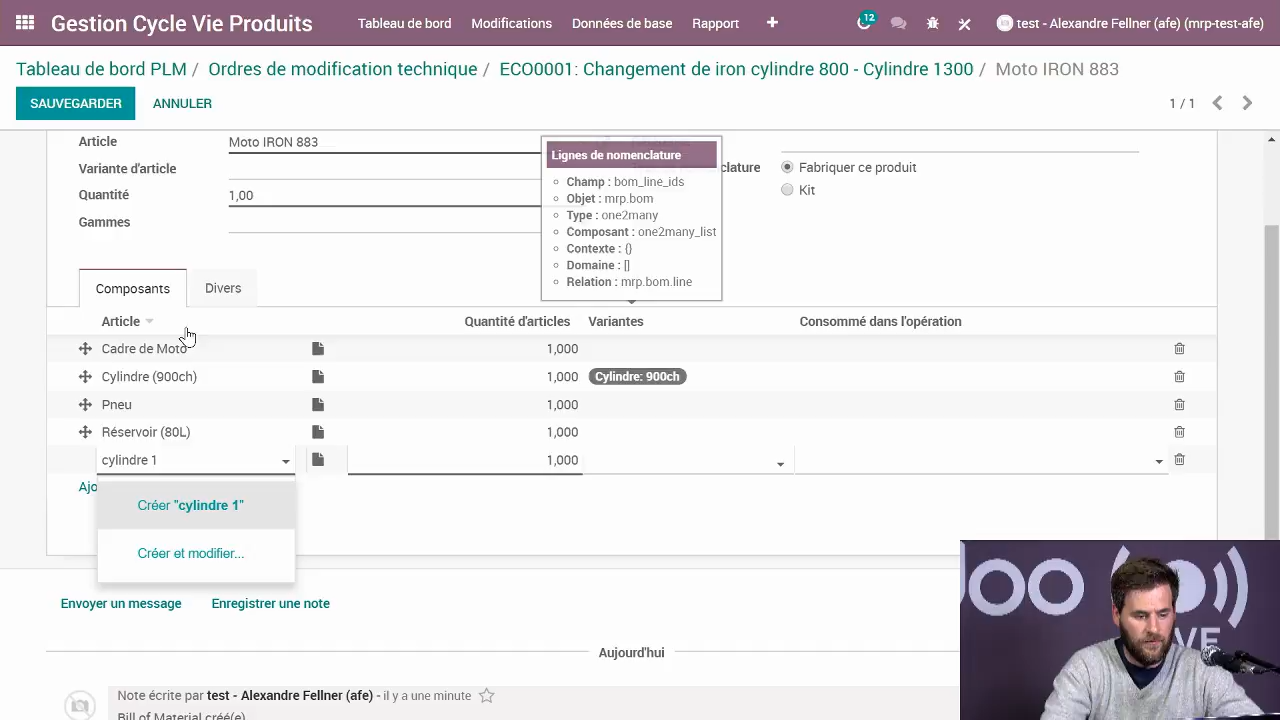 Gestion Cycle Vie Produits
Tableau de bord Modifications Données de base Rapport + 12 test - Alexandre Fellner (afe) (mrp-test-afe)
Tableau de bord PLM / Ordres de modification technique / ECO0001: Changement de iron cylindre 800 - Cylindre 1300 / Moto IRON 883
SAUVEGARDER ANNULER 1 / 1
Article Moto IRON 883
Variante d'article
Quantité 1,00
Gammes
Fabriquer ce produit
Kit
Lignes de nomenclature
Champ : bom_line_ids
Objet : mrp.bom
Type : one2many
Composant : one2many_list
Contexte : {}
Domaine : []
Relation : mrp.bom.line
Composants Divers
Article Quantité d'articles Variantes Consommé dans l'opération
Cadre de Moto 1,000
Cylindre (900ch) 1,000 Cylindre: 900ch
Pneu 1,000
Réservoir (80L) 1,000
cylindre 1 1,000
Ajo
Créer "cylindre 1"
Créer et modifier...
Envoyer un message Enregistrer une note
Aujourd'hui
Note écrite par test - Alexandre Fellner (afe) - il y a une minute
Bill of Material créé(e)